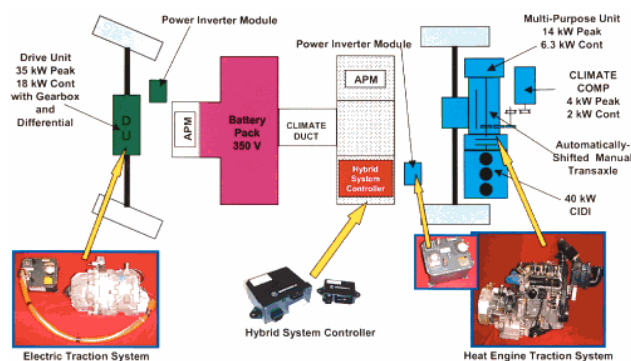 Power Inverter Module
Drive Unit
35 kW Peak
18 kW Cont
with Gearbox
and
Differential
D
U
APM
Battery
Pack
350 V
CLIMATE
DUCT
APM
Hybrid
System
Controller
Power Inverter Module
Multi-Purpose Unit
14 kW Peak
6.3 kW Cont
CLIMATE
COMP
4 kW Peak
2 kW Cont
Automatically-
Shifted Manual
Transaxle
40 kW
CIDI
Electric Traction System
Hybrid System Controller
Heat Engine Traction System